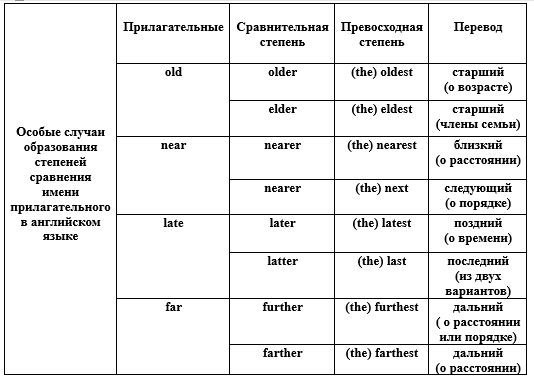 Прилагательные
Сравнительная
степень
Превосходная
степень
Перевод
Особые случаи
образования
степеней
сравнения
имени
прилагательного
в английском
языке
old
older
(the) oldest
старший
(о возрасте)
elder
(the) eldest
старший
(члены семьи)
near
nearer
(the) nearest
близкий
(о расстоянии)
nearer
(the) next
следующий
(о порядке)
late
later
(the) latest
поздний
(о времени)
latter
(the) last
последний
(из двух
вариантов)
far
further
(the) furthest
дальний
( о расстоянии
или порядке)
farther
(the) farthest
дальний
(о расстоянии)